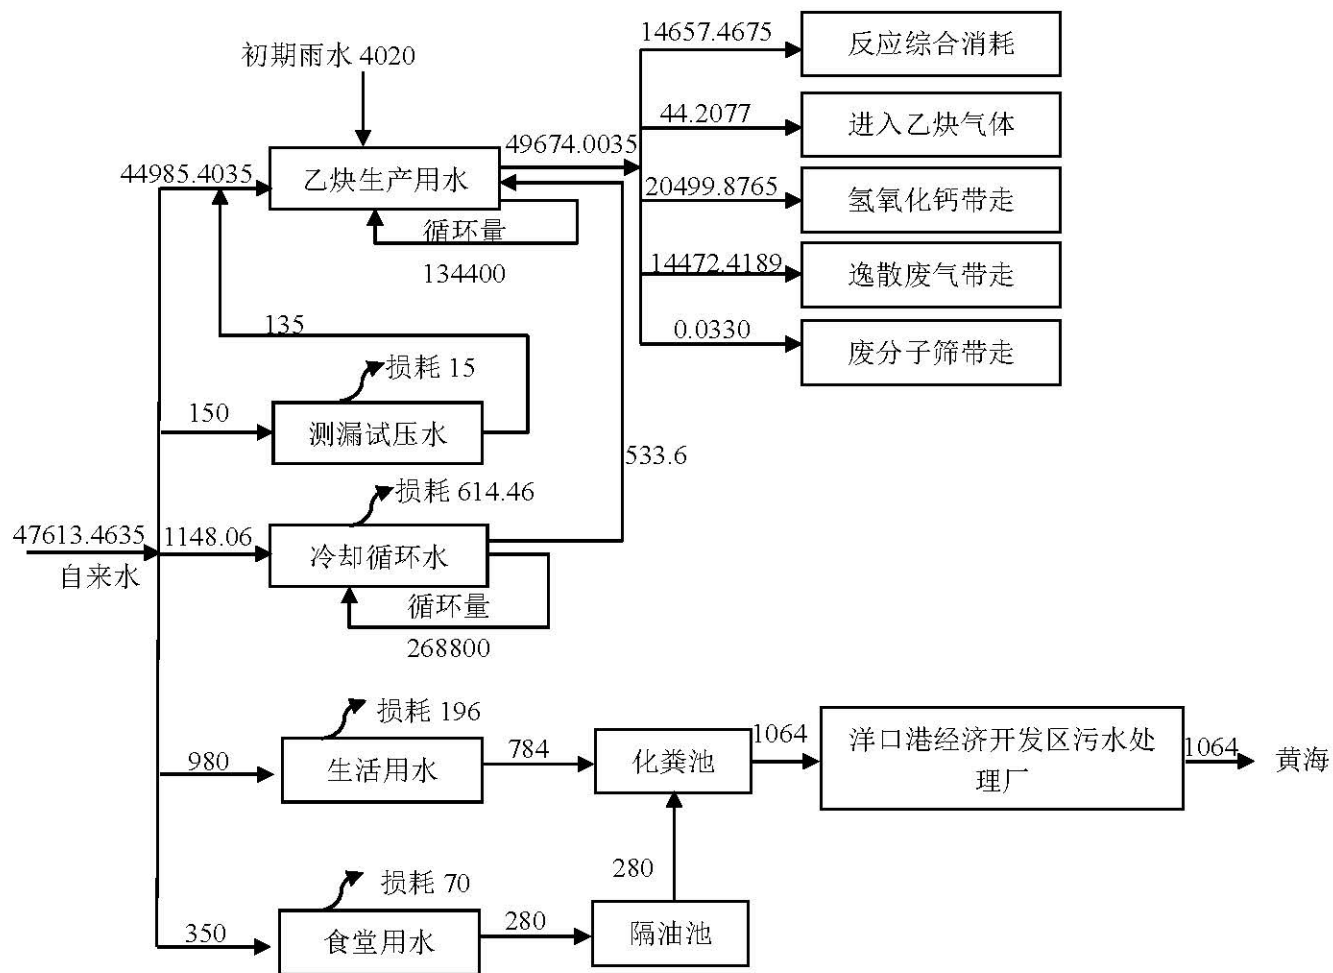 14657.4675
反应综合消耗
初期雨水 4020
44.2077
进入乙炔气体
49674.0035
44985.4035
乙炔生产用水
20499.8765
氢氧化钙带走
循环量
134400
14472.4189
逸散废气带走
135
0.0330
废分子筛带走
损耗 15
150
测漏试压水
533.6
损耗 614.46
47613.4635
自来水
1148.06
冷却循环水
循环量
268800
损耗 196
980
生活用水
784
化粪池
1064
洋口港经济开发区污水处
理厂
1064
黄海
280
损耗 70
350
食堂用水
280
隔油池